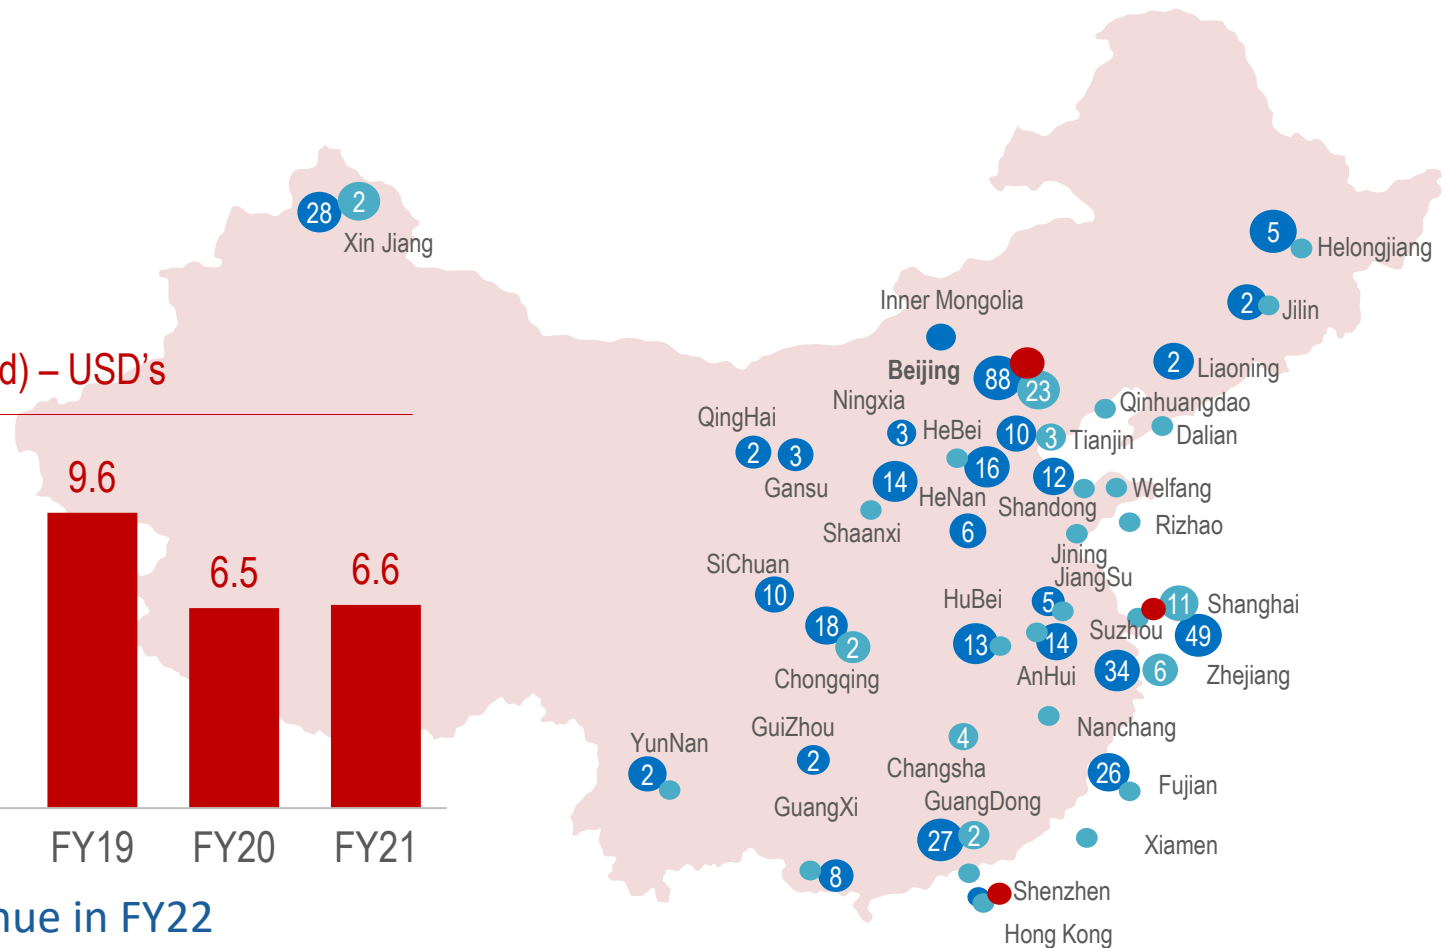 28
2
Xin Jiang
5
Helongjiang
2
Jilin
Inner Mongolia
d) – USD's
Beijing
88
23
2
Liaoning
Qinhuangdao
Dalian
QingHai
2
3
Gansu
Ningxia
3
HeBei
10
3
Tianjin
16
14
HeNan
12
Shandong
Welfang
Rizhao
Shaanxi
6
Jining
9.6
6.5
6.6
FY19
FY20
FY21
nue in FY22
SiChuan
10
18
2
Chongqing
HuBei
13
JiangSu
5
14
AnHui
Suzhou
11
Shanghai
49
34
6
Zhejiang
Nanchang
YunNan
2
GuiZhou
2
GuangXi
8
4
Changsha
GuangDong
27
2
26
Fujian
Xiamen
Shenzhen
Hong Kong